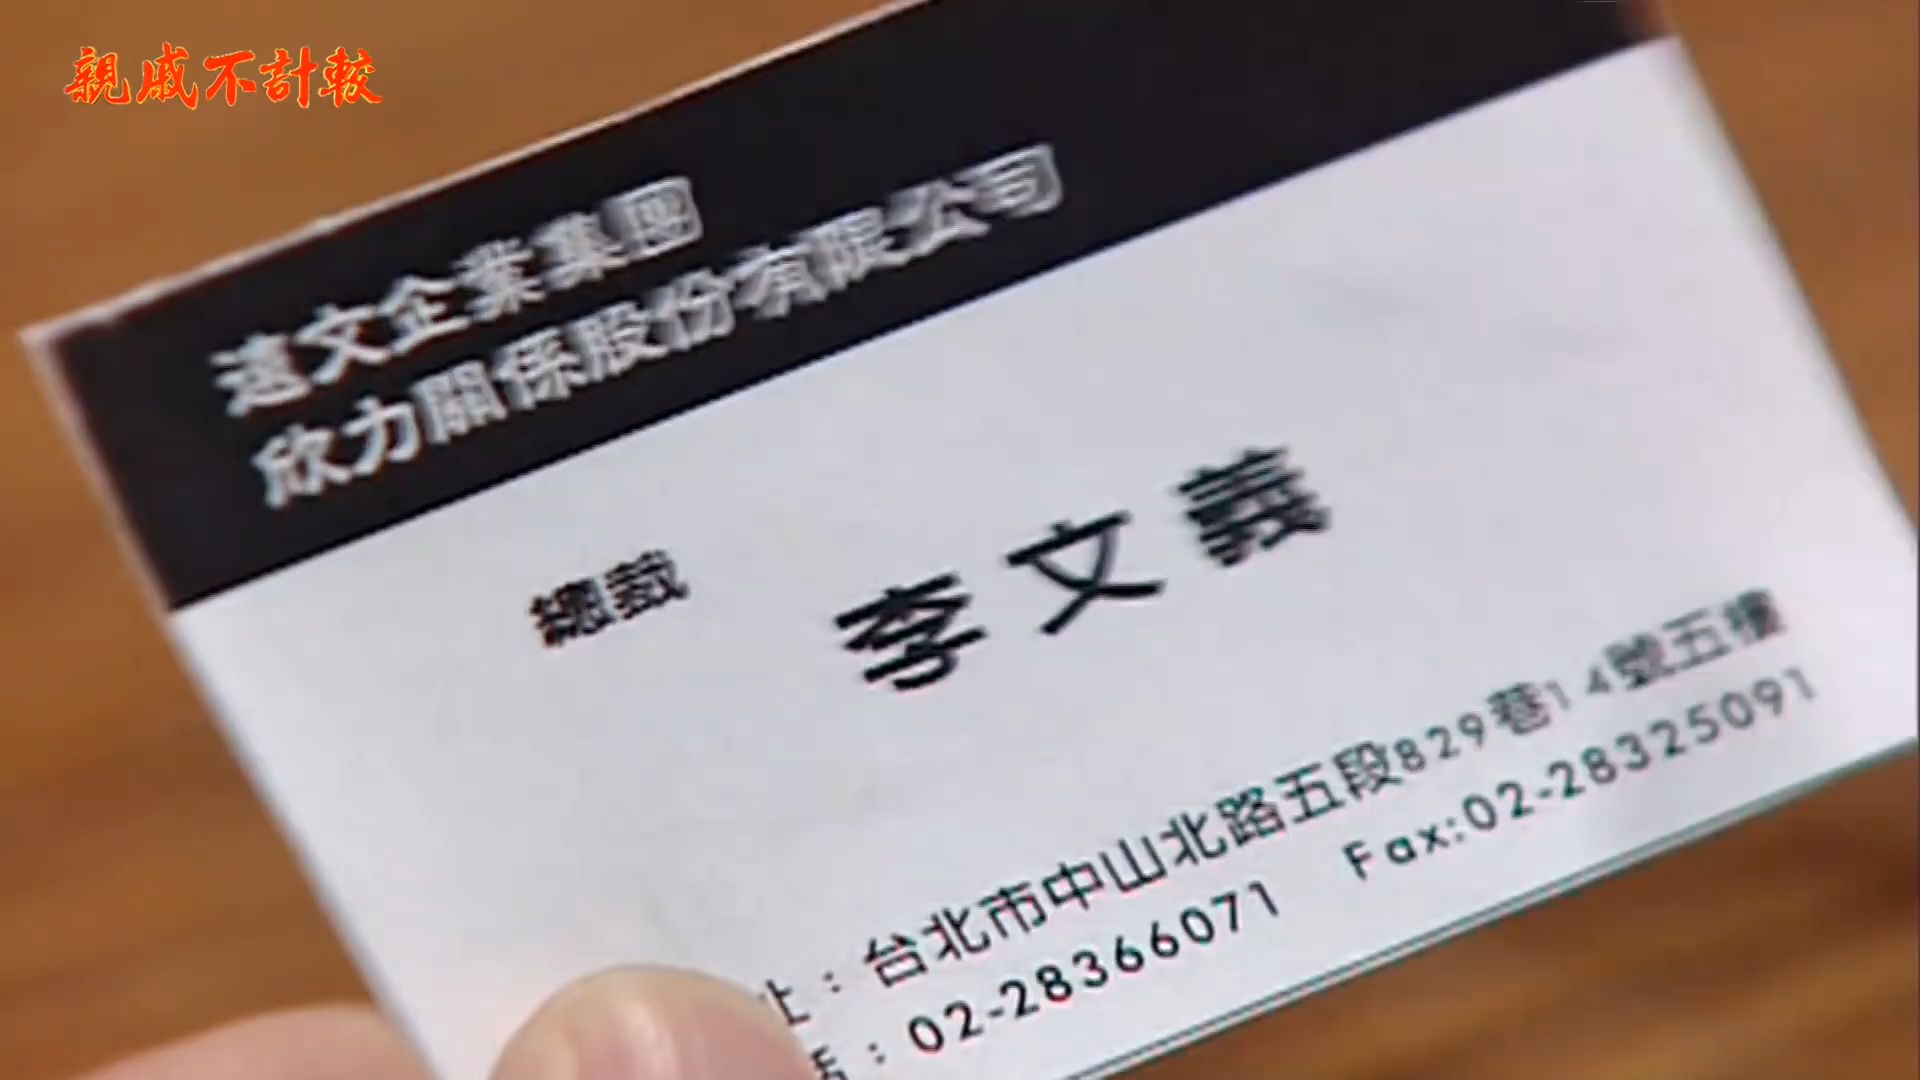 親戚不計較
遠文企業集團
欣力關係股份有限公司
總裁
李文義
址：台北市中山北路五段829巷14號五樓
話：02-28366071 Fax:02-28325091